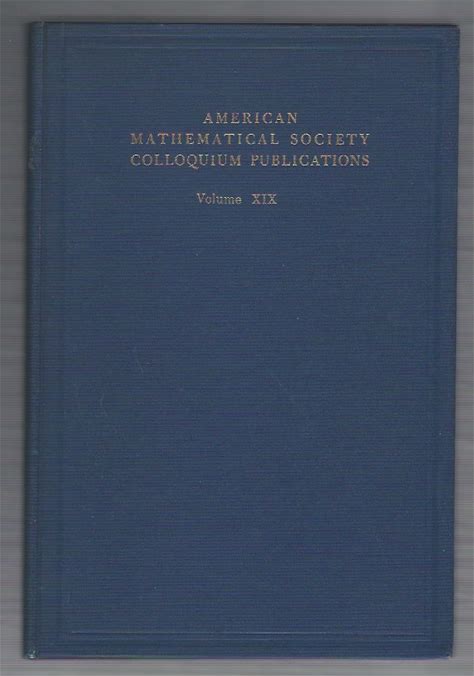 AMERICAN
MATHEMATICAL SOCIETY
COLLOQUIUM PUBLICATIONS
Volume XIX